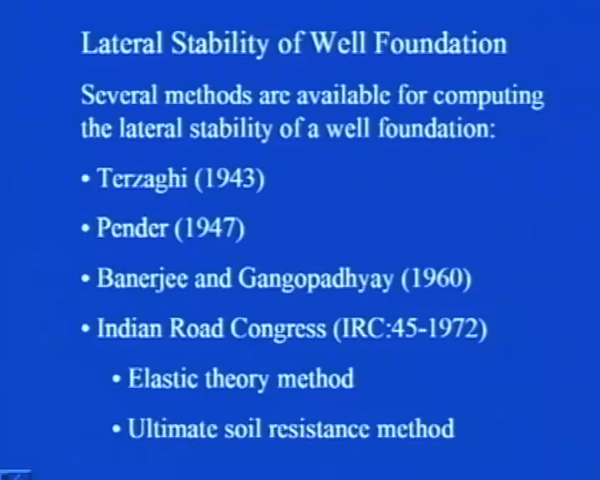 Lateral Stability of Well Foundation
Several methods are available for computing
the lateral stability of a well foundation:
• Terzaghi (1943)
• Pender (1947)
• Banerjee and Gangopadhyay (1960)
• Indian Road Congress (IRC:45-1972)
• Elastic theory method
• Ultimate soil resistance method